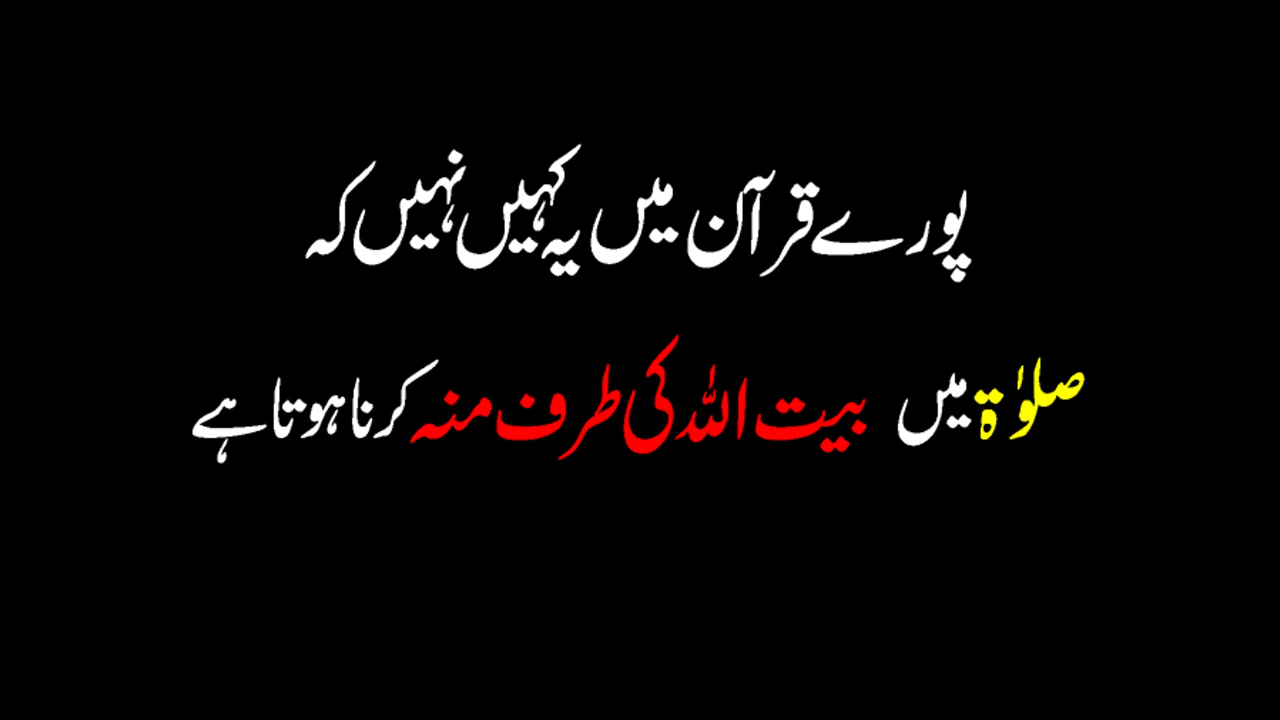 پورے قرآن میں یہ کہیں نہیں کہ
صلوٰۃ میں بیت اللہ کی طرف منہ کرنا ہوتا ہے